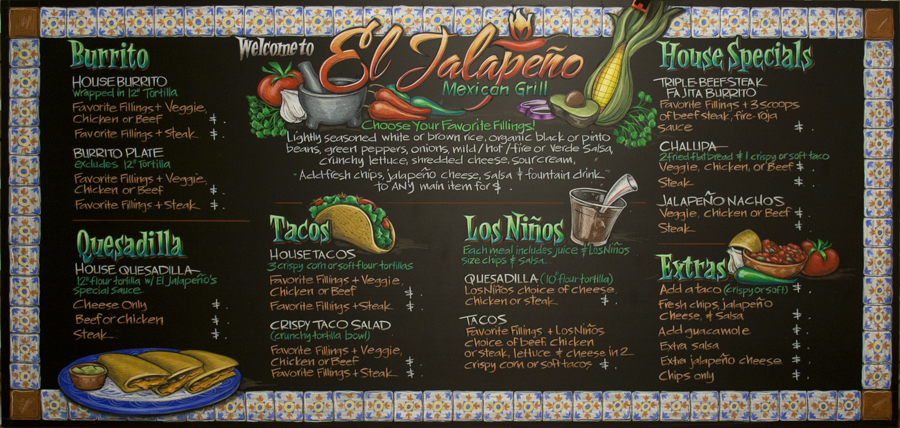 Burrito
HOUSE BURRITO
wrapped in 12" Tortilla
Favorite Fillings + Veggie,
Chicken or Beef $ .
Favorite Fillings + Steak $ .
BURRITO PLATE
excludes 12" Tortilla
Favorite Fillings + Veggie,
Chicken or Beef $ .
Favorite Fillings + Steak $ .
Quesadilla
HOUSE QUESADILLA
12" flour tortilla w/ El Jalapeño's
special sauce
Cheese Only $ .
Beef or Chicken $ .
Steak $ .
Welcome to
El Jalapeño
Mexican Grill
Choose Your Favorite Fillings!
Lightly seasoned white or brown rice, organic black or pinto
beans, green peppers, onions, mild/hot/fire or Verde Salsa,
crunchy lettuce, shredded cheese, sour cream,
Add fresh chips, jalapeño cheese, salsa & fountain drink
to ANY main item for $ .
Tacos
HOUSE TACOS
3 crispy corn or soft flour tortillas
Favorite Fillings + Veggie,
Chicken or Beef $ .
Favorite Fillings + Steak $ .
CRISPY TACO SALAD
(crunchy tortilla bowl)
Favorite Fillings + Veggie,
Chicken or Beef $ .
Favorite Fillings + Steak $ .
Los Niños
Each meal includes juice & Los Niños
size chips & salsa
QUESADILLA (10" flour tortilla)
Los Niños choice of cheese
chicken or steak $ .
TACOS
Favorite Fillings + Los Niños
choice of beef chicken
or steak, lettuce & cheese in 2
crispy corn or soft tacos $ .
House Specials
TRIPLE-BEEFSTEAK
FAJITA BURRITO
Favorite Fillings + 3 scoops
of beef steak, fire-roja
sauce $ .
CHALUPA
2 fried flat bread & 1 crispy or soft taco
Veggie, Chicken, or Beef $ .
Steak $ .
JALAPEÑO NACHOS
Veggie, Chicken or Beef $ .
Steak $ .
Extras
Add a taco (crispy or soft) $ .
Fresh chips, jalapeño
cheese, & Salsa $ .
Add guacamole $ .
Extra salsa $ .
Extra jalapeño cheese $ .
Chips only $ .